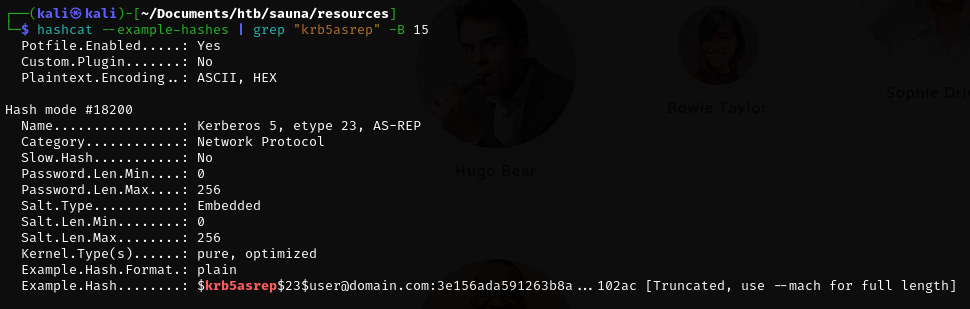 ┌──(kali㉿kali)-[~/Documents/htb/sauna/resources]
└─$ hashcat --example-hashes | grep "krb5asrep" -B 15
Potfile.Enabled.....: Yes
Custom.Plugin.......: No
Plaintext.Encoding..: ASCII, HEX
Hash mode #18200
Name................: Kerberos 5, etype 23, AS-REP
Category............: Network Protocol
Slow.Hash...........: No
Password.Len.Min....: 0
Password.Len.Max....: 256
Salt.Type...........: Embedded
Salt.Len.Min........: 0
Salt.Len.Max........: 256
Kernel.Type(s)......: pure, optimized
Example.Hash.Format.: plain
Example.Hash........: $krb5asrep$23$user@domain.com:3e156ada591263b8a...102ac [Truncated, use --mach for full length]
Hugo Bear
Bowie Taylor
Sophie